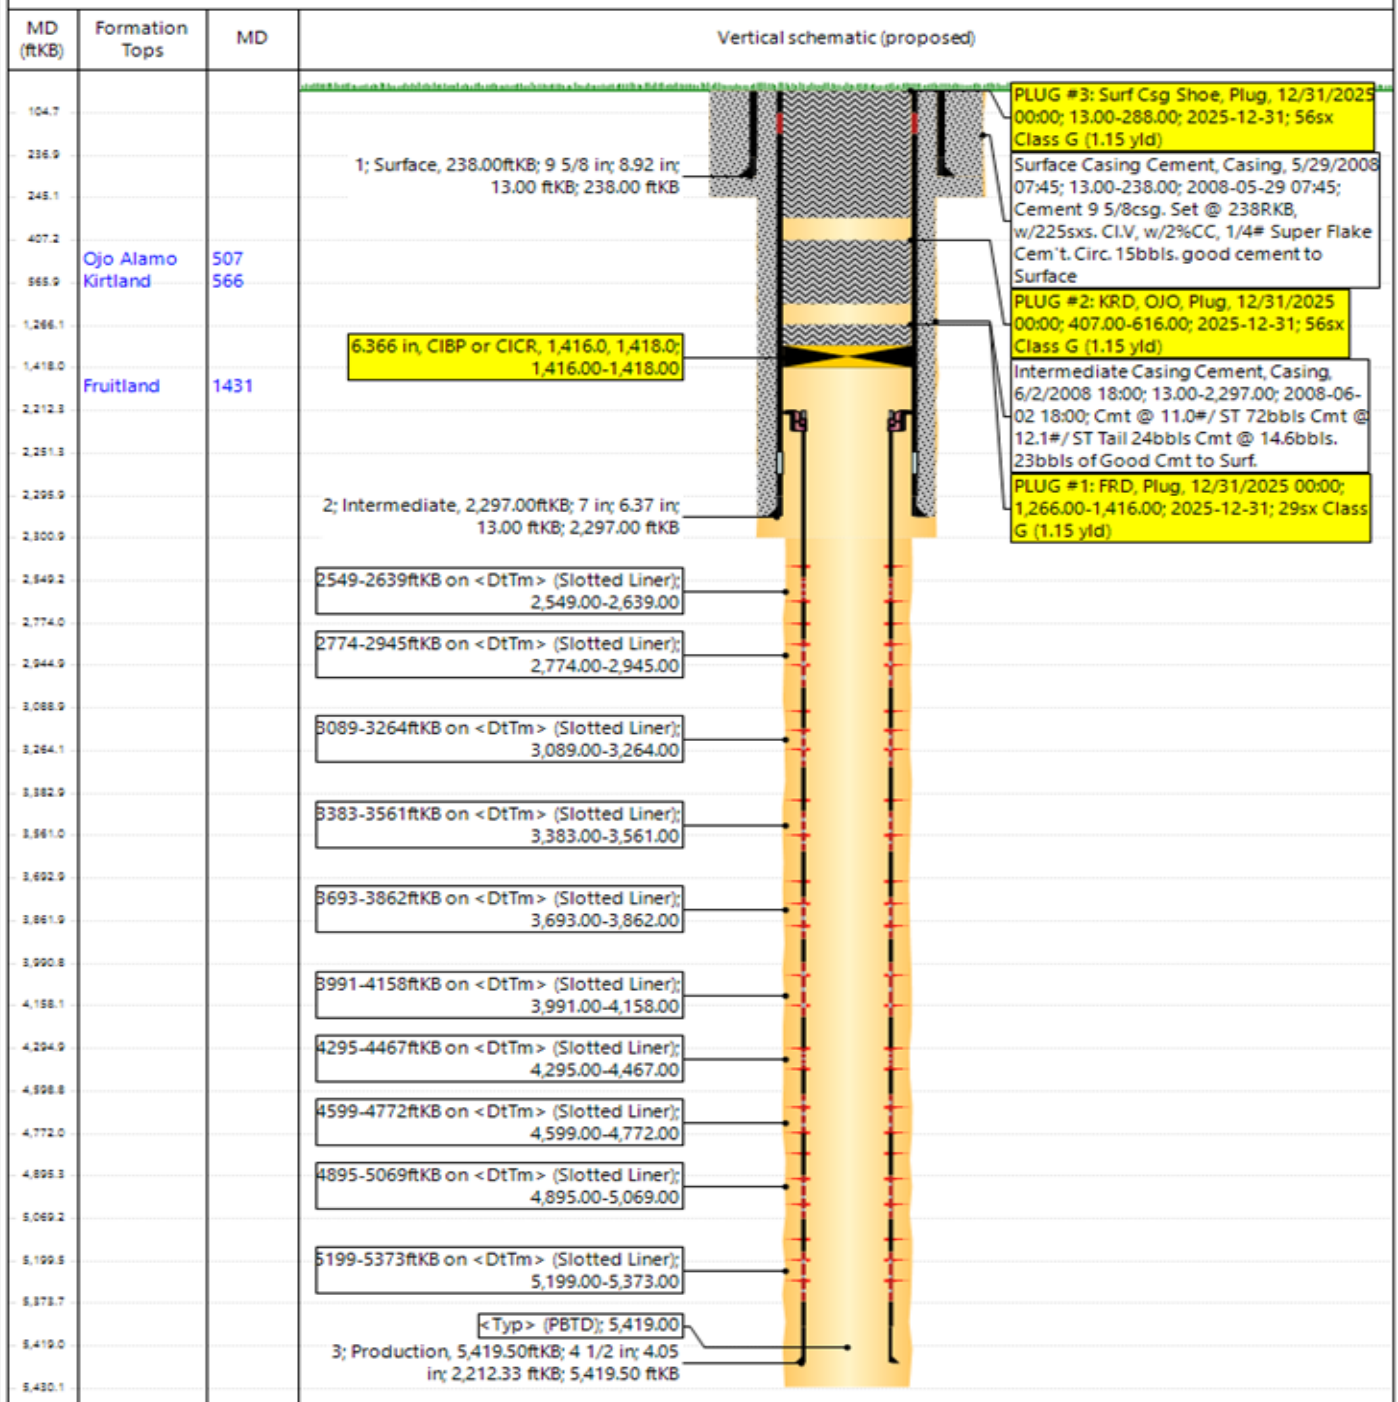 MD
(ftKB)
Formation
Tops
MD
Vertical schematic (proposed)
104.7
236.9
245.1
407.2
565.9
1,266.1
1,418.0
2,212.3
2,251.3
2,295.9
2,300.9
2,549.2
2,774.0
2,944.9
3,088.9
3,264.1
3,382.9
3,561.0
3,692.9
3,861.9
3,990.8
4,158.1
4,294.9
4,598.8
4,772.0
4,895.3
5,069.2
5,199.5
5,373.7
5,419.0
5,430.1
Ojo Alamo 507
Kirtland 566
Fruitland 1431
1; Surface, 238.00ftKB; 9 5/8 in; 8.92 in;
13.00 ftKB; 238.00 ftKB
6.366 in, CIBP or CICR, 1,416.0, 1,418.0;
1,416.00-1,418.00
2; Intermediate, 2,297.00ftKB; 7 in; 6.37 in;
13.00 ftKB; 2,297.00 ftKB
2549-2639ftKB on <DtTm> (Slotted Liner);
2,549.00-2,639.00
2774-2945ftKB on <DtTm> (Slotted Liner);
2,774.00-2,945.00
3089-3264ftKB on <DtTm> (Slotted Liner);
3,089.00-3,264.00
3383-3561ftKB on <DtTm> (Slotted Liner);
3,383.00-3,561.00
3693-3862ftKB on <DtTm> (Slotted Liner);
3,693.00-3,862.00
3991-4158ftKB on <DtTm> (Slotted Liner);
3,991.00-4,158.00
4295-4467ftKB on <DtTm> (Slotted Liner);
4,295.00-4,467.00
4599-4772ftKB on <DtTm> (Slotted Liner);
4,599.00-4,772.00
4895-5069ftKB on <DtTm> (Slotted Liner);
4,895.00-5,069.00
5199-5373ftKB on <DtTm> (Slotted Liner);
5,199.00-5,373.00
<Typ> (PBTD); 5,419.00
3; Production, 5,419.50ftKB; 4 1/2 in; 4.05
in; 2,212.33 ftKB; 5,419.50 ftKB
PLUG #3: Surf Csg Shoe, Plug, 12/31/2025
00:00; 13.00-288.00; 2025-12-31; 56sx
Class G (1.15 yld)
Surface Casing Cement, Casing, 5/29/2008
07:45; 13.00-238.00; 2008-05-29 07:45;
Cement 9 5/8csg. Set @ 238RKB,
w/225sxs. Cl.V, w/2%CC, 1/4# Super Flake
Cem't. Circ. 15bbls. good cement to
Surface
PLUG #2: KRD, OJO, Plug, 12/31/2025
00:00; 407.00-616.00; 2025-12-31; 56sx
Class G (1.15 yld)
Intermediate Casing Cement, Casing,
6/2/2008 18:00; 13.00-2,297.00; 2008-06-
02 18:00; Cmt @ 11.0#/ ST 72bbls Cmt @
12.1#/ ST Tail 24bbls Cmt @ 14.6bbls.
23bbls of Good Cmt to Surf.
PLUG #1: FRD, Plug, 12/31/2025 00:00;
1,266.00-1,416.00; 2025-12-31; 29sx Class
G (1.15 yld)